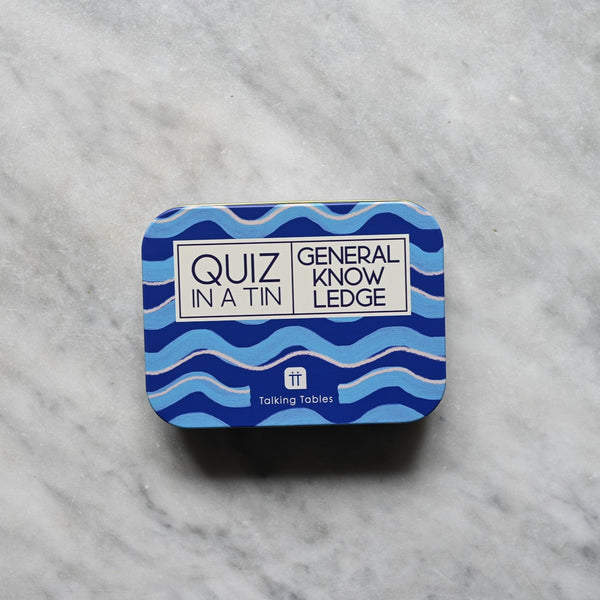 QUIZ
IN A TIN
GENERAL
KNOW
LEDGE
Talking Tables